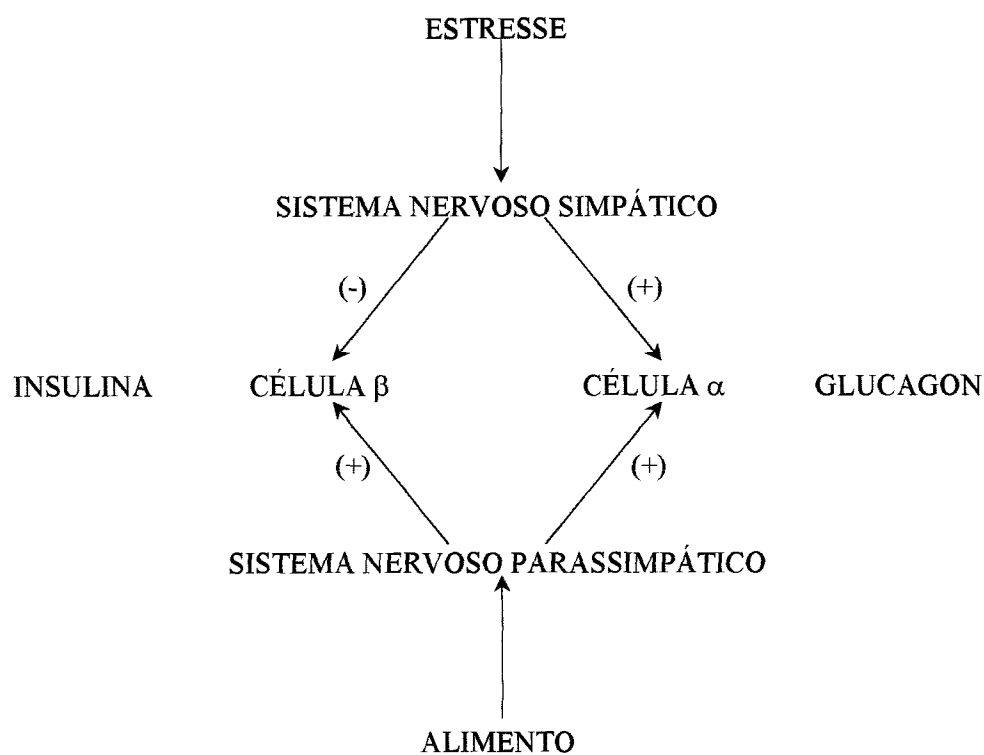 ESTRESSE
SISTEMA NERVOSO SIMPÁTICO
(-) (+)
INSULINA CÉLULA β CÉLULA α GLUCAGON
(+) (+)
SISTEMA NERVOSO PARASSIMPÁTICO
ALIMENTO